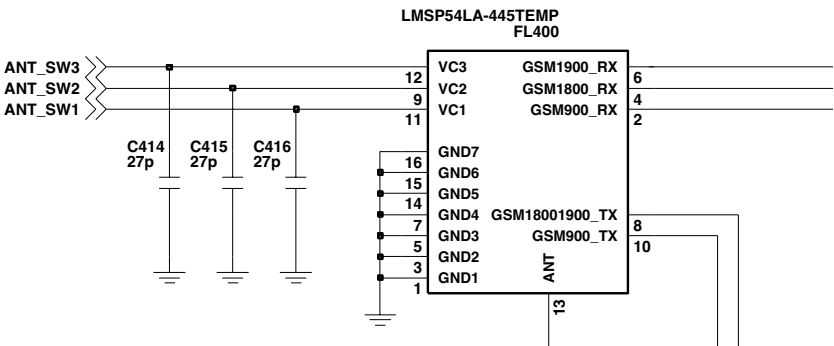 LMSP54LA-445TEMP
FL400
ANT_SW3
ANT_SW2
ANT_SW1
12
9
11
VC3
VC2
VC1
GSM1900_RX
GSM1800_RX
GSM900_RX
6
4
2
C414
27p
C415
27p
C416
27p
16
15
14
7
5
3
1
GND7
GND6
GND5
GND4
GND3
GND2
GND1
GSM18001900_TX
GSM900_TX
8
10
ANT
13